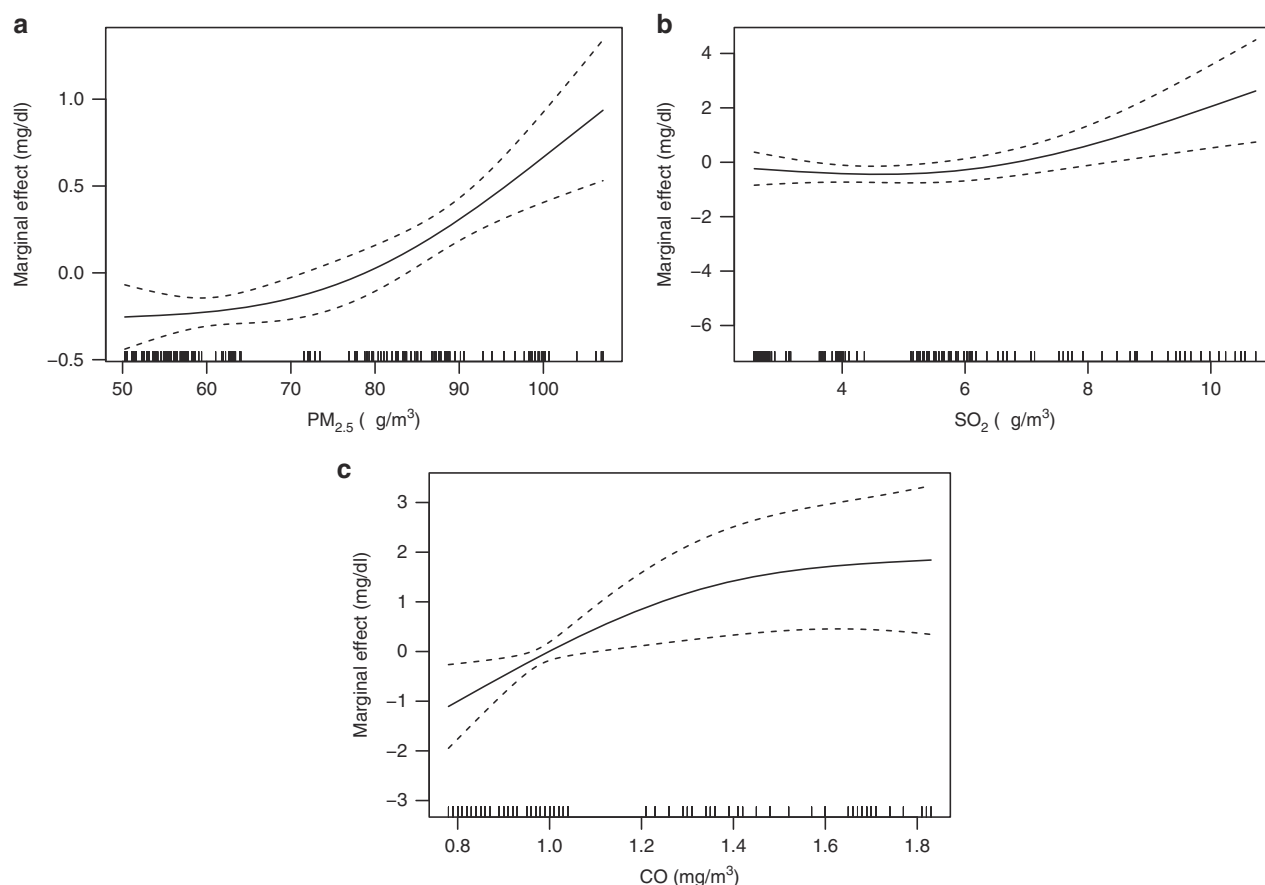 a
Marginal effect (mg/dl)
1.0
0.5
0.0
−0.5
50 60 70 80 90 100
PM2.5 ( g/m3)
b
Marginal effect (mg/dl)
4
2
0
−2
−4
−6
4 6 8 10
SO2 ( g/m3)
c
Marginal effect (mg/dl)
3
2
1
0
−1
−2
−3
0.8 1.0 1.2 1.4 1.6 1.8
CO (mg/m3)